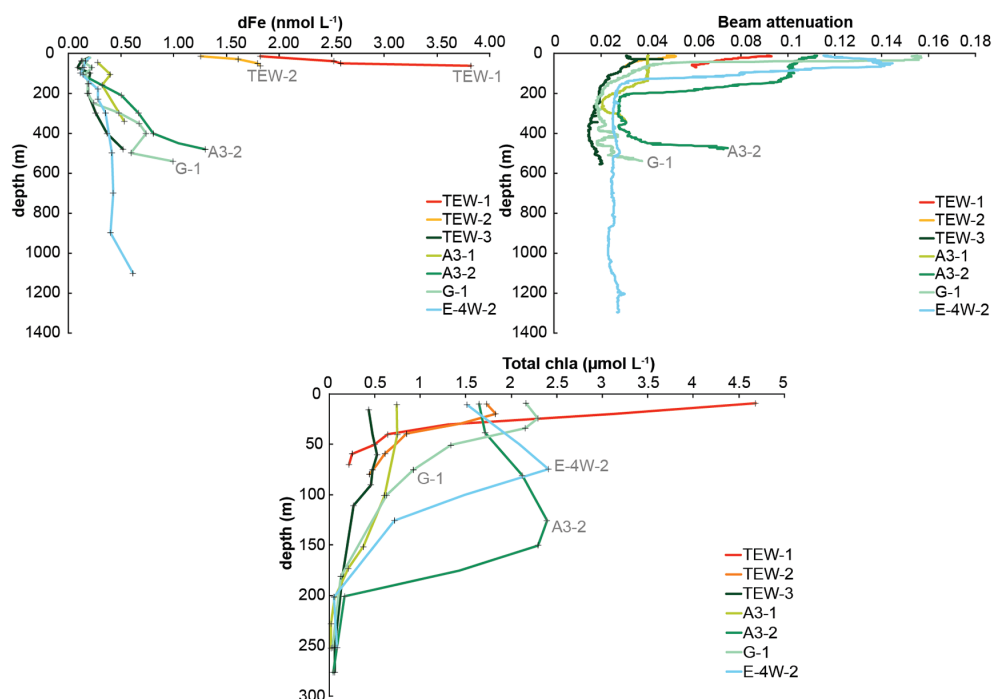 dFe (nmol L⁻¹)
0.00 0.50 1.00 1.50 2.00 2.50 3.00 3.50 4.00
0
200
400
600
800
1000
1200
1400
depth (m)
TEW-2
TEW-1
A3-2
G-1
TEW-1
TEW-2
TEW-3
A3-1
A3-2
G-1
E-4W-2
Beam attenuation
0 0.02 0.04 0.06 0.08 0.10 0.12 0.14 0.16 0.18
0
200
400
600
800
1000
1200
1400
depth (m)
A3-2
G-1
TEW-1
TEW-2
TEW-3
A3-1
A3-2
G-1
E-4W-2
Total chla (µmol L⁻¹)
0 0.5 1 1.5 2 2.5 3 3.5 4 4.5 5
0
50
100
150
200
250
300
depth (m)
E-4W-2
G-1
A3-2
TEW-1
TEW-2
TEW-3
A3-1
A3-2
G-1
E-4W-2